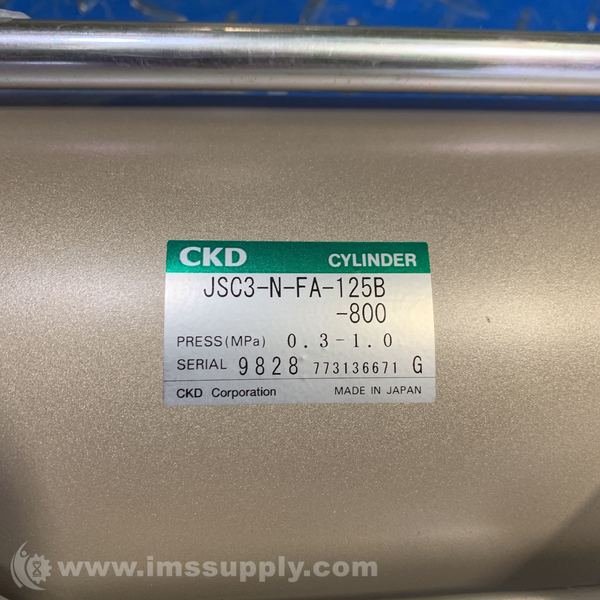 CKD CYLINDER
JSC3-N-FA-125B
-800
PRESS(MPa) 0.3-1.0
SERIAL 9828 773136671 G
CKD Corporation MADE IN JAPAN
www.imssupply.com